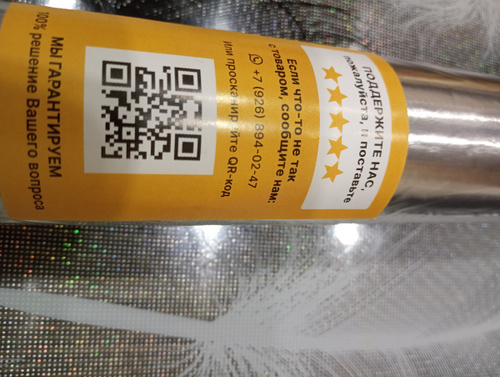 ПОДДЕРЖИТЕ НАС,
пожалуйста, и поставьте
Если что-то не так
с товаром, сообщите нам:
+7 (926) 894-02-47
Или просканируйте QR-код
МЫ ГАРАНТИРУЕМ
100% решение Вашего вопроса